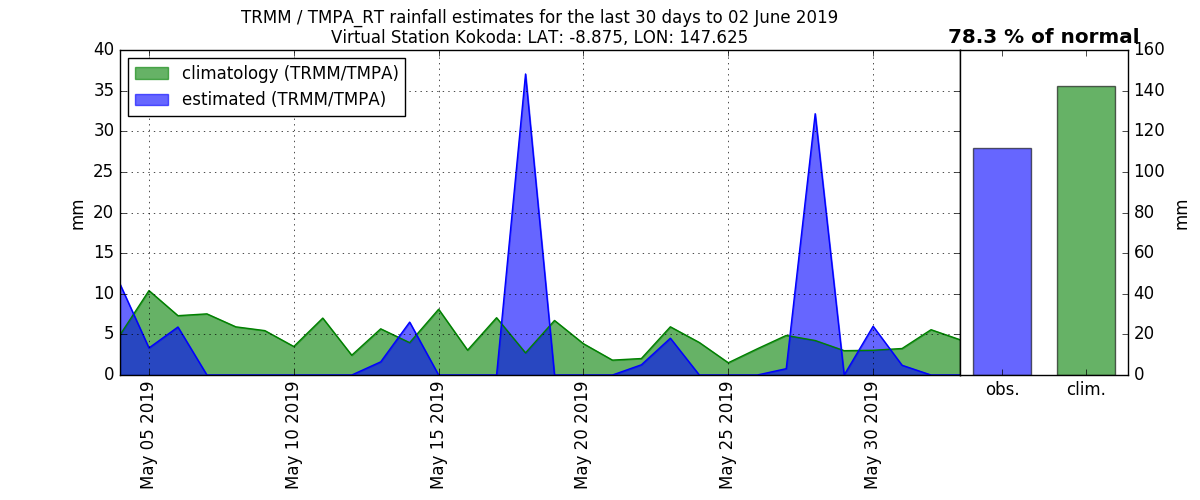 TRMM / TMPA_RT rainfall estimates for the last 30 days to 02 June 2019
Virtual Station Kokoda: LAT: -8.875, LON: 147.625
78.3 % of normal
climatology (TRMM/TMPA)
estimated (TRMM/TMPA)
40
35
30
25
20
15
10
5
0
mm
May 05 2019
May 10 2019
May 15 2019
May 20 2019
May 25 2019
May 30 2019
obs.
clim.
160
140
120
100
80
60
40
20
0
mm